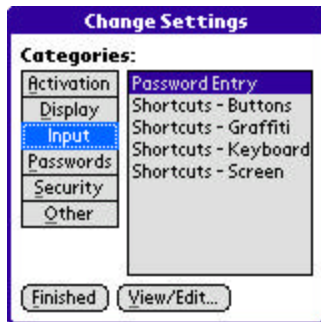 Change Settings
Categories:
Activation
Display
Input
Passwords
Security
Other
Password Entry
Shortcuts - Buttons
Shortcuts - Graffiti
Shortcuts - Keyboard
Shortcuts - Screen
Finished
View/Edit...